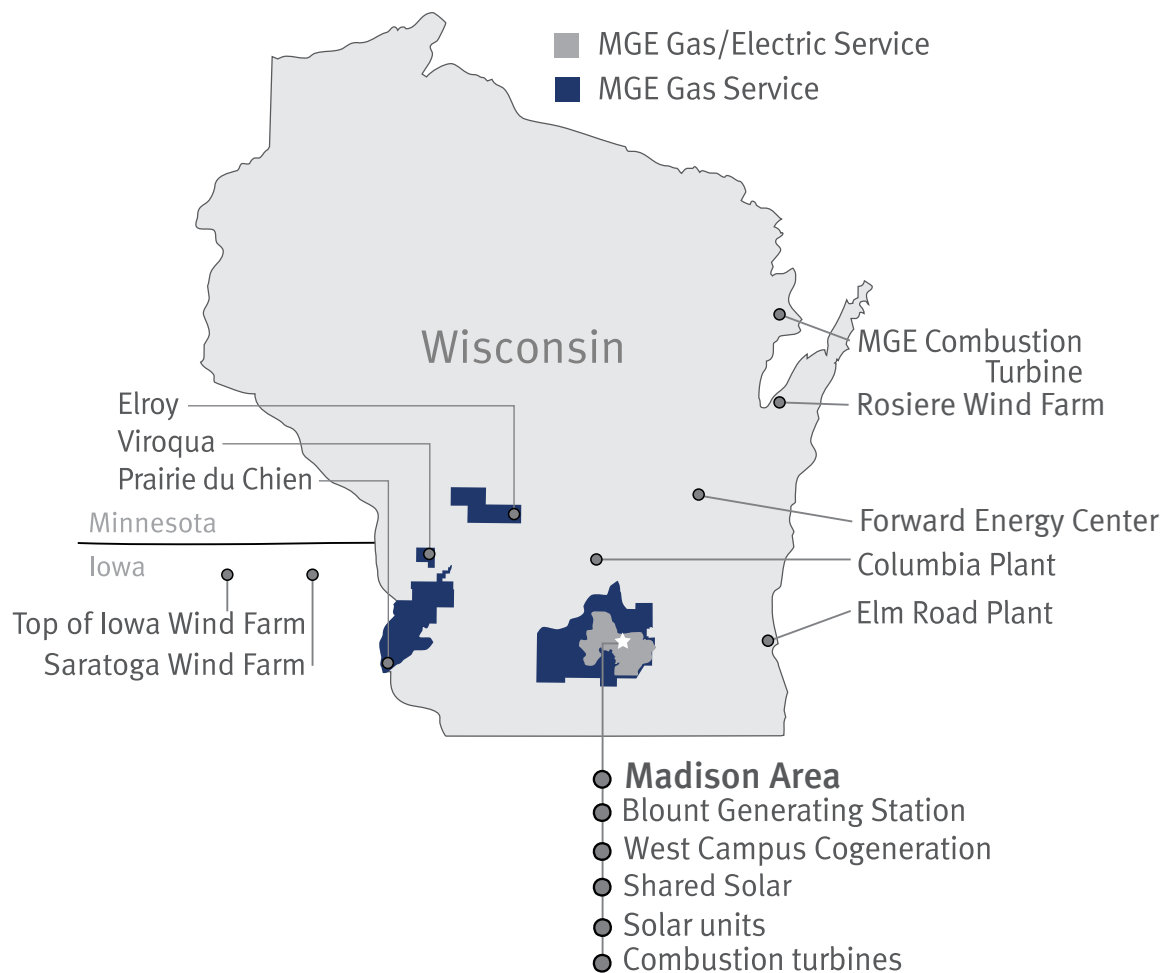 MGE Gas/Electric Service
MGE Gas Service
Wisconsin
MGE Combustion
Turbine
Rosiere Wind Farm
Elroy
Viroqua
Prairie du Chien
Minnesota
Iowa
Forward Energy Center
Columbia Plant
Elm Road Plant
Top of Iowa Wind Farm
Saratoga Wind Farm
Madison Area
Blount Generating Station
West Campus Cogeneration
Shared Solar
Solar units
Combustion turbines